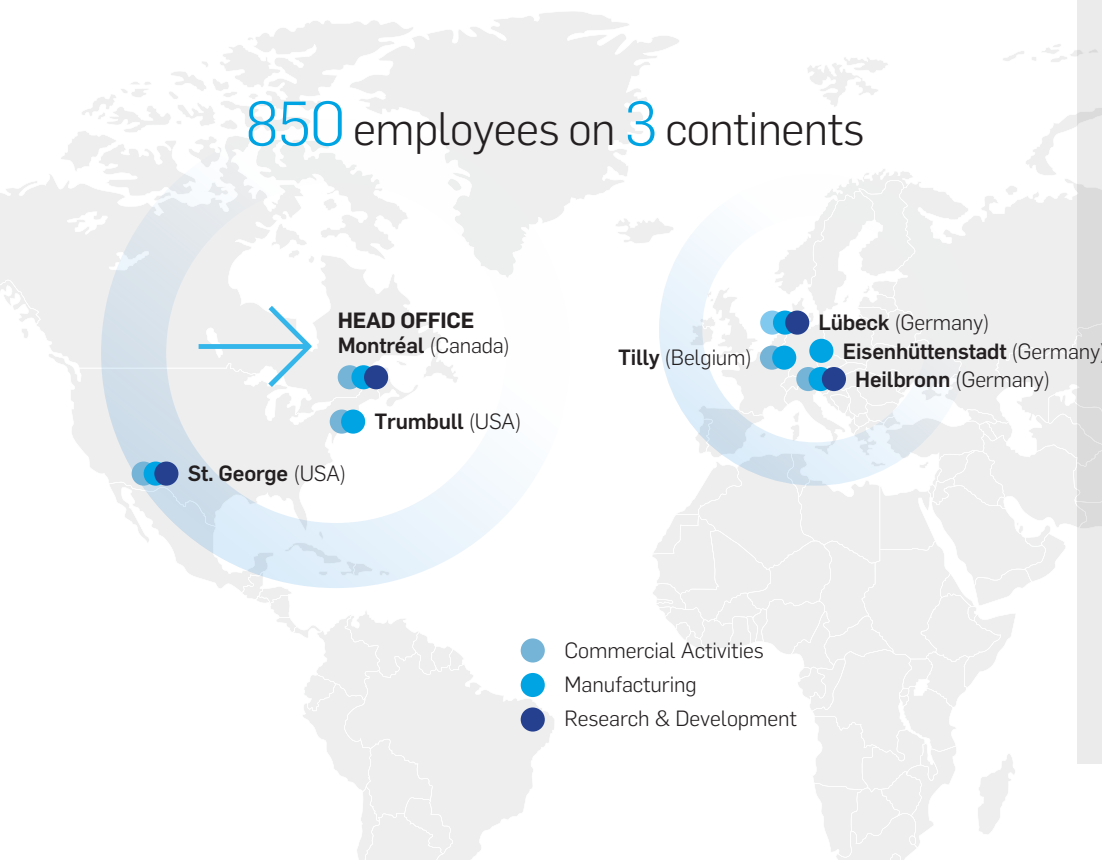 850 employees on 3 continents
HEAD OFFICE
Montréal (Canada)
Trumbull (USA)
St. George (USA)
Lübeck (Germany)
Tilly (Belgium)
Eisenhüttenstadt (Germany)
Heilbronn (Germany)
Commercial Activities
Manufacturing
Research & Development